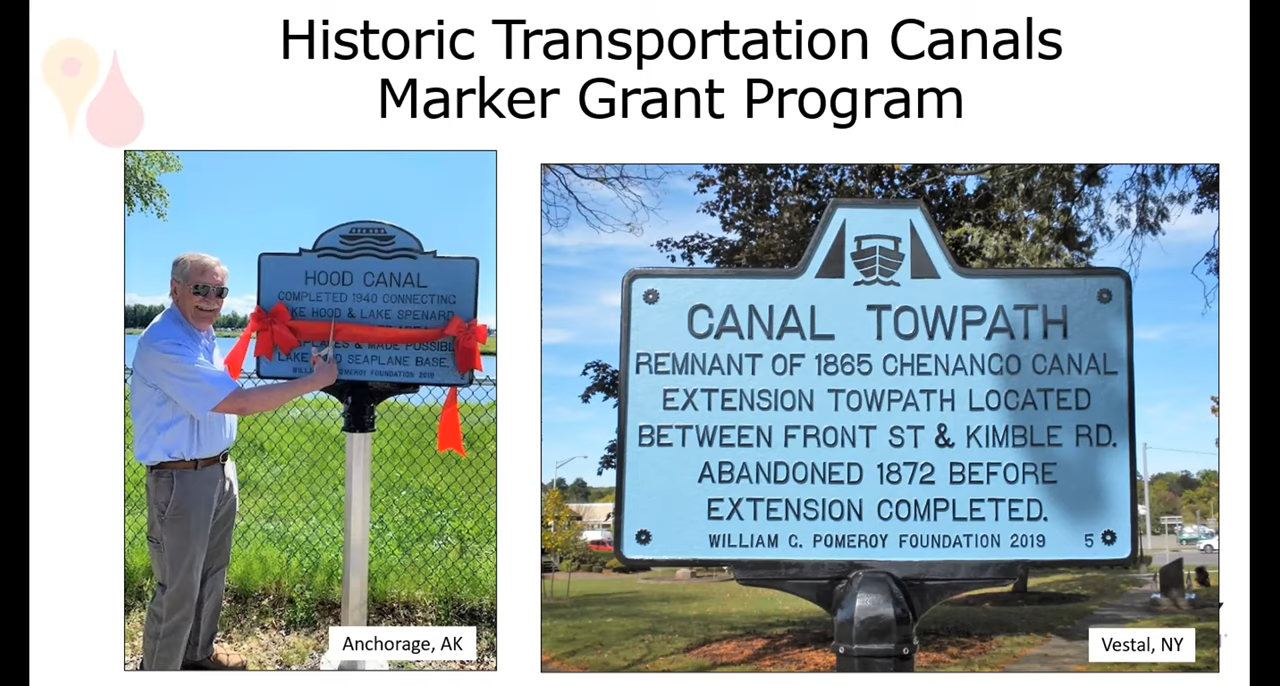 Historic Transportation Canals
Marker Grant Program
HOOD CANAL
COMPLETED 1940 CONNECTING
KE HOOD & LAKE SPENARD
& MADE POSSIBL
LAKE SEAPLANE BASE.
POMEROY FOUNDATION
Anchorage, AK
CANAL TOWPATH
REMNANT OF 1865 CHENANGO CANAL
EXTENSION TOWPATH LOCATED
BETWEEN FRONT ST & KIMBLE RD.
ABANDONED 1872 BEFORE
EXTENSION COMPLETED.
WILLIAM G. POMEROY FOUNDATION 2019 5
Vestal, NY